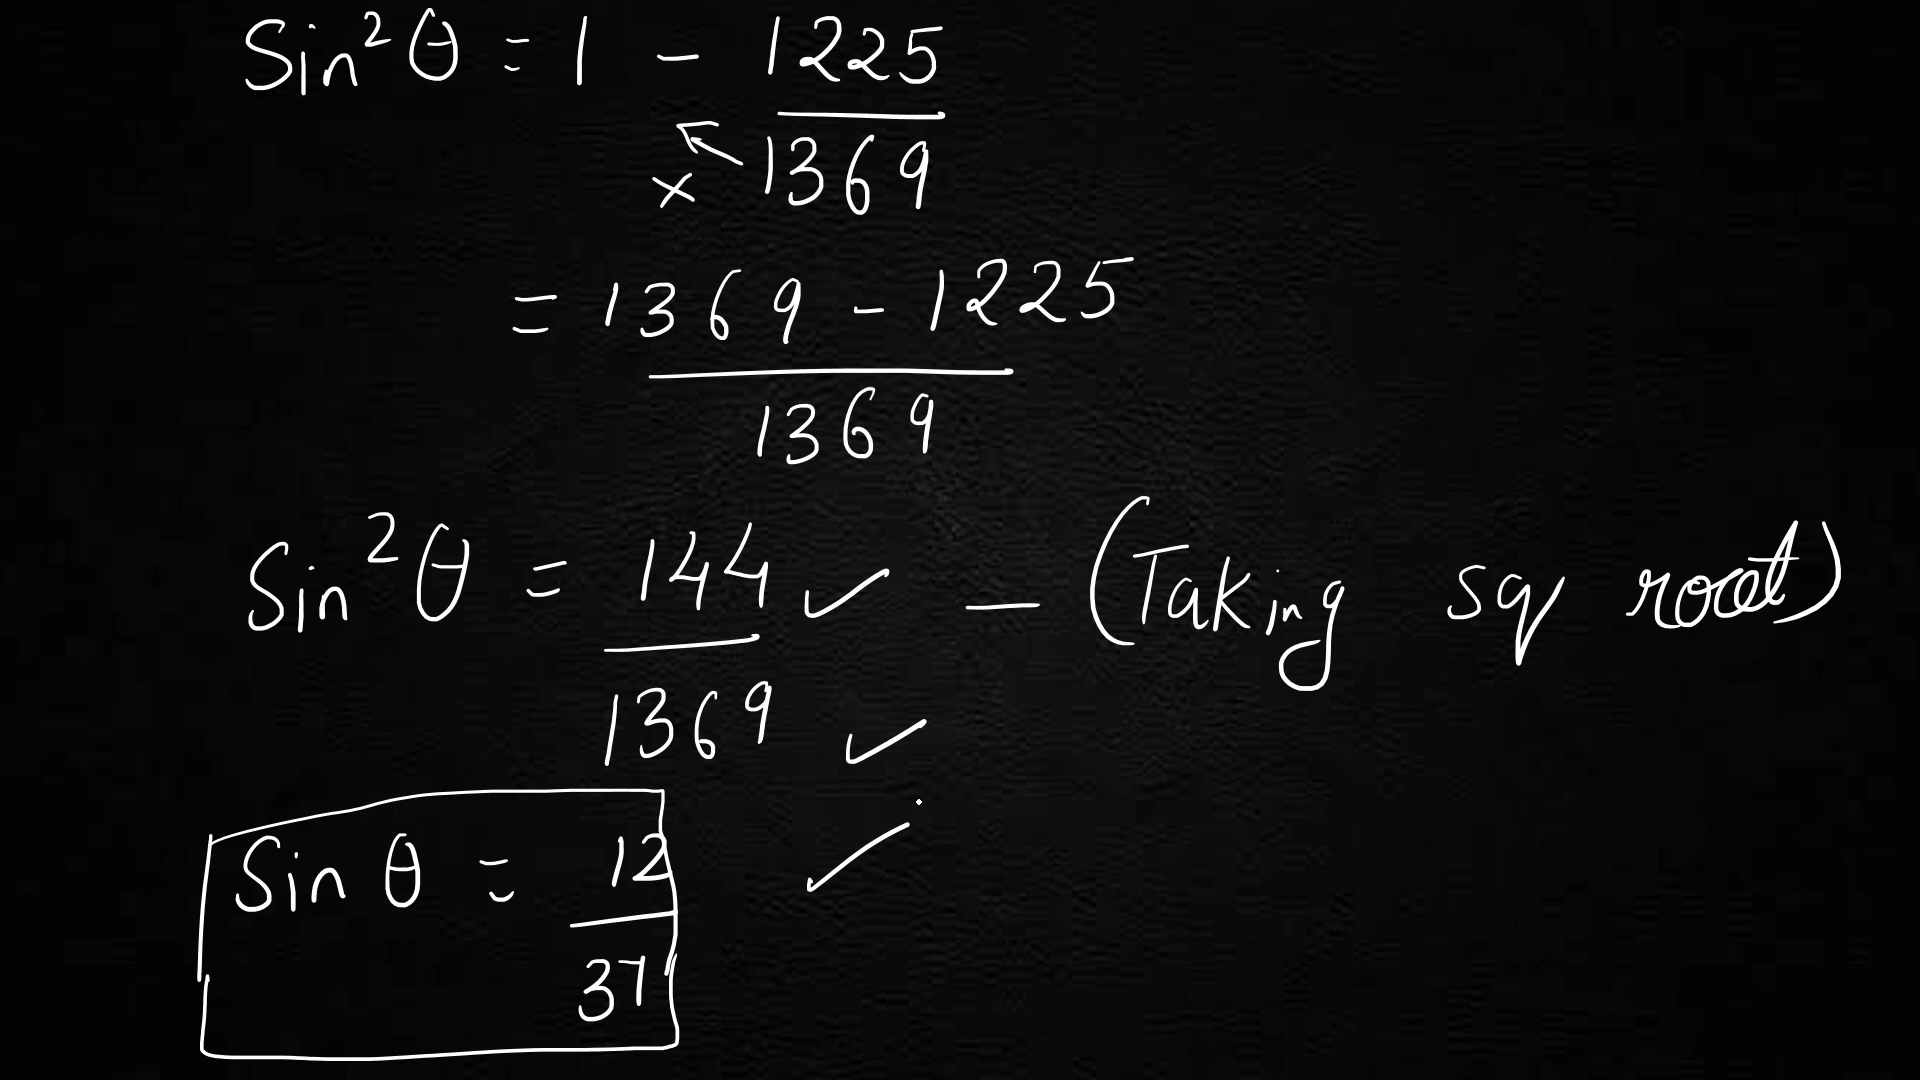 Sin²θ = 1 - 1225
× 1369
= 1369 - 1225
1369
Sin²θ = 144 ✓ - (Taking sq root)
1369 ✓
Sin θ = 12
37